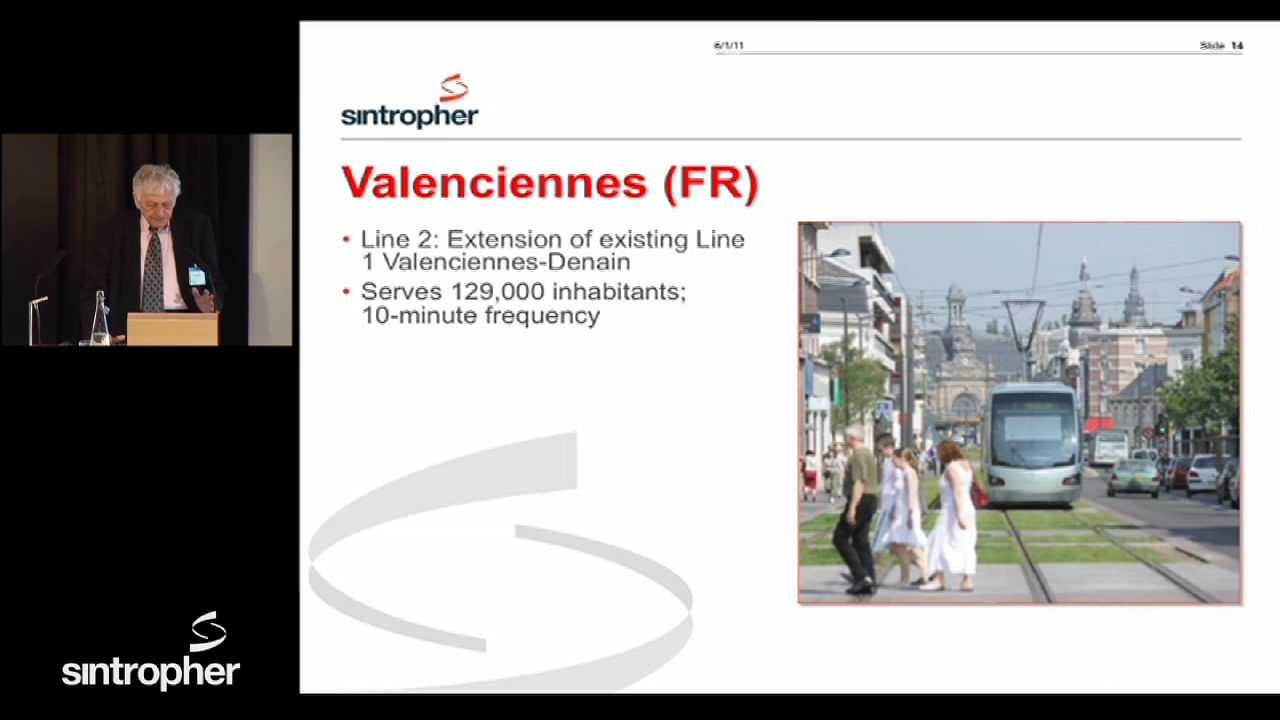 6/1/11
Slide 14
sintropher
Valenciennes (FR)
• Line 2: Extension of existing Line
1 Valenciennes-Denain
• Serves 129,000 inhabitants;
10-minute frequency
sintropher